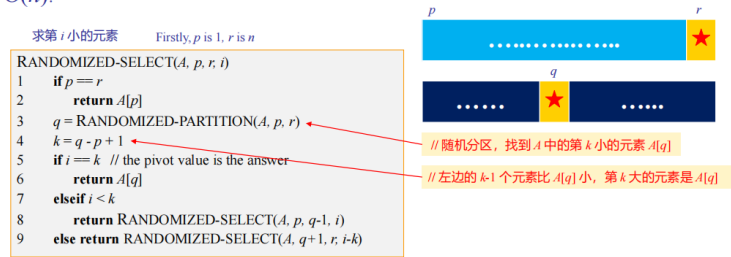 O(n).
求第 i 小的元素 Firstly, p is 1, r is n
RANDOMIZED-SELECT(A, p, r, i)
1 if p == r
2 return A[p]
3 q = RANDOMIZED-PARTITION(A, p, r)
4 k = q - p + 1
5 if i == k // the pivot value is the answer
6 return A[q]
7 elseif i < k
8 return RANDOMIZED-SELECT(A, p, q-1, i)
9 else return RANDOMIZED-SELECT(A, q+1, r, i-k)
p r
q
// 随机分区，找到 A 中的第 k 小的元素 A[q]
// 左边的 k-1 个元素比 A[q] 小，第 k 大的元素是 A[q]